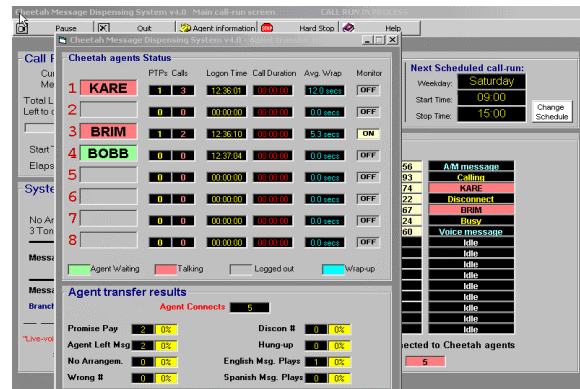 Cheetah Message Dispensing System v4.0 Main call-run screen CALL RUN IN PROCESS
Pause Quit Agent information Hard Stop Help
Cheetah Message Dispensing System v4.0 - Agent
Cheetah agents Status
PTPs Calls Logon Time Call Duration Avg. Wrap Monitor
1 KARE 1 3 12:36:01 00:00:00 12.0 secs OFF
2 0 0 00:00:00 00:00:00 0.0 secs OFF
3 BRIM 1 2 12:36:10 00:00:00 5.3 secs ON
4 BOBB 0 0 12:37:04 00:00:00 0.0 secs OFF
5 0 0 00:00:00 00:00:00 0.0 secs OFF
6 0 0 00:00:00 00:00:00 0.0 secs OFF
7 0 0 00:00:00 00:00:00 0.0 secs OFF
8 0 0 00:00:00 00:00:00 0.0 secs OFF
Agent Waiting Talking Logged out Wrap-up
Agent transfer results
Agent Connects 5
Promise Pay 2 0% Discon # 0 0%
Agent Left Msg 2 0% Hung-up 0 0%
No Arrangem. 0 0% English Msg. Plays 1 0%
Wrong # 0 0% Spanish Msg. Plays 0 0%
Call
Cu
Me
Total L
Left to
Start
Elaps
Syste
No Ar
3 Ton
Messa
Messa
Branch
"Live-voi
Next Scheduled call-run:
Weekday: Saturday
Start Time: 09:00
Stop Time: 15:00
Change
Schedule
56 A/M message
93 Calling
74 KARE
22 Disconnect
67 BRIM
24 Busy
60 Voice message
Idle
Idle
Idle
Idle
Idle
Idle
Idle
Idle
nected to Cheetah agents
5